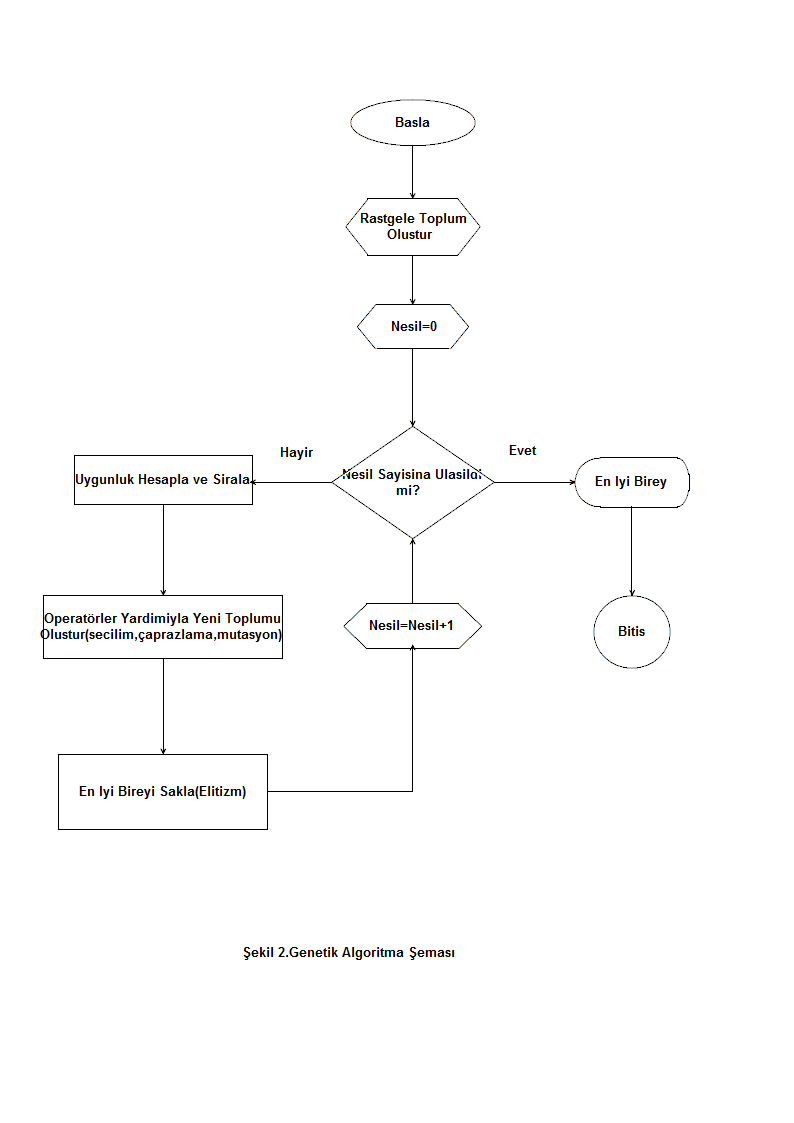 Basla
Rastgele Toplum
Olustur
Nesil=0
Hayir
Evet
Nesil Sayisina Ulasildi
mi?
Uygunluk Hesapla ve Sirala
En Iyi Birey
Operatörler Yardimiyla Yeni Toplumu
Olustur(secilim,çaprazlama,mutasyon)
Nesil=Nesil+1
Bitis
En Iyi Bireyi Sakla(Elitizm)
Şekil 2.Genetik Algoritma Şeması